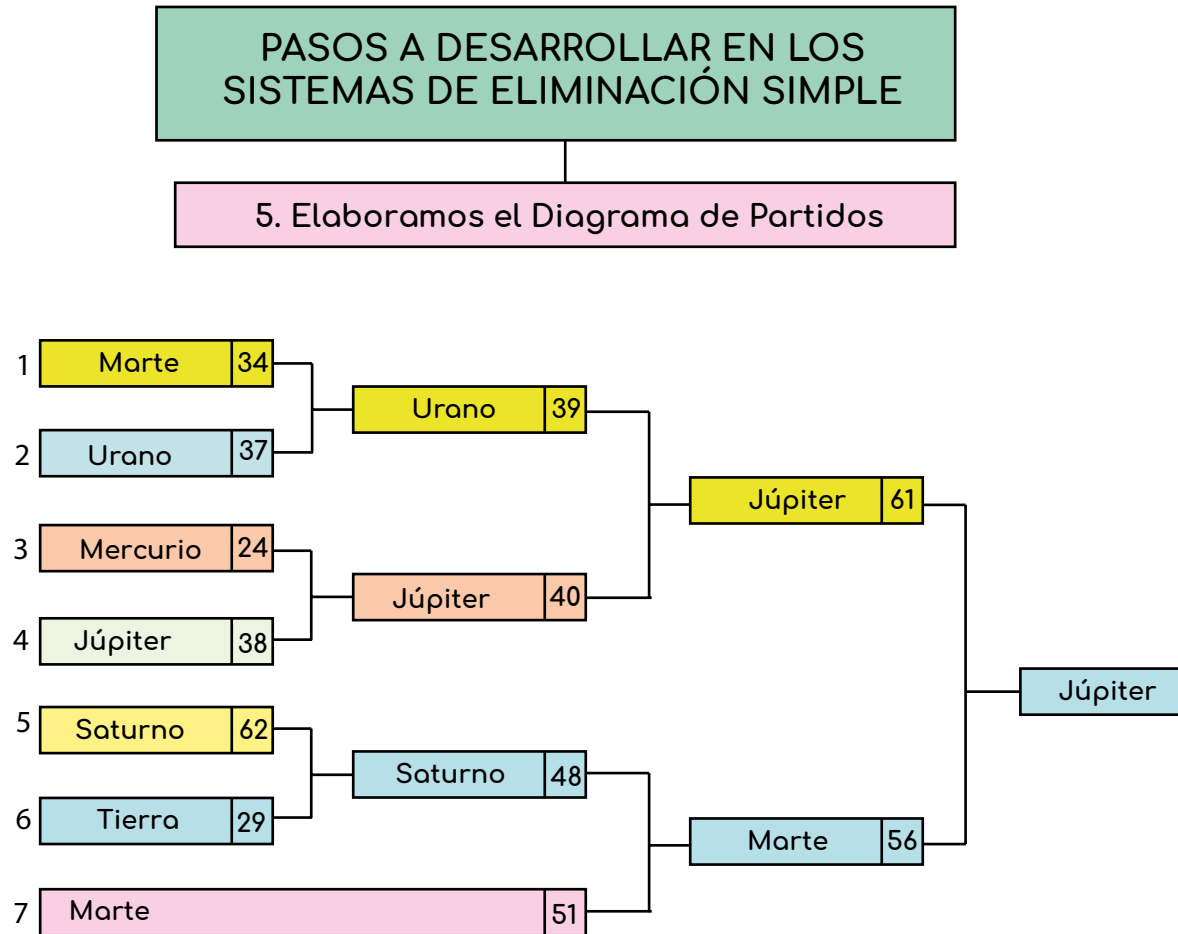 PASOS A DESARROLLAR EN LOS
SISTEMAS DE ELIMINACIÓN SIMPLE
5. Elaboramos el Diagrama de Partidos
1 Marte 34
2 Urano 37
3 Mercurio 24
4 Júpiter 38
5 Saturno 62
6 Tierra 29
7 Marte 51
Urano 39
Júpiter 40
Saturno 48
Júpiter 61
Marte 56
Júpiter